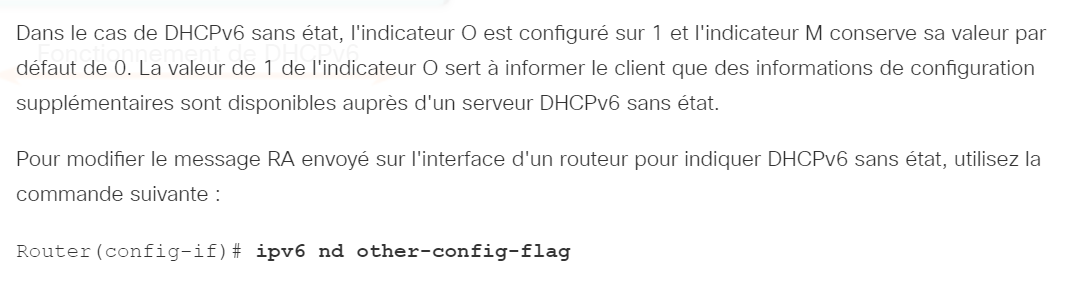 Dans le cas de DHCPv6 sans état, l'indicateur O est configuré sur 1 et l'indicateur M conserve sa valeur par
Fonctionnement de DHCPv6
défaut de 0. La valeur de 1 de l'indicateur O sert à informer le client que des informations de configuration
supplémentaires sont disponibles auprès d'un serveur DHCPv6 sans état.
Pour modifier le message RA envoyé sur l'interface d'un routeur pour indiquer DHCPv6 sans état, utilisez la
commande suivante :
Router(config-if)# ipv6 nd other-config-flag